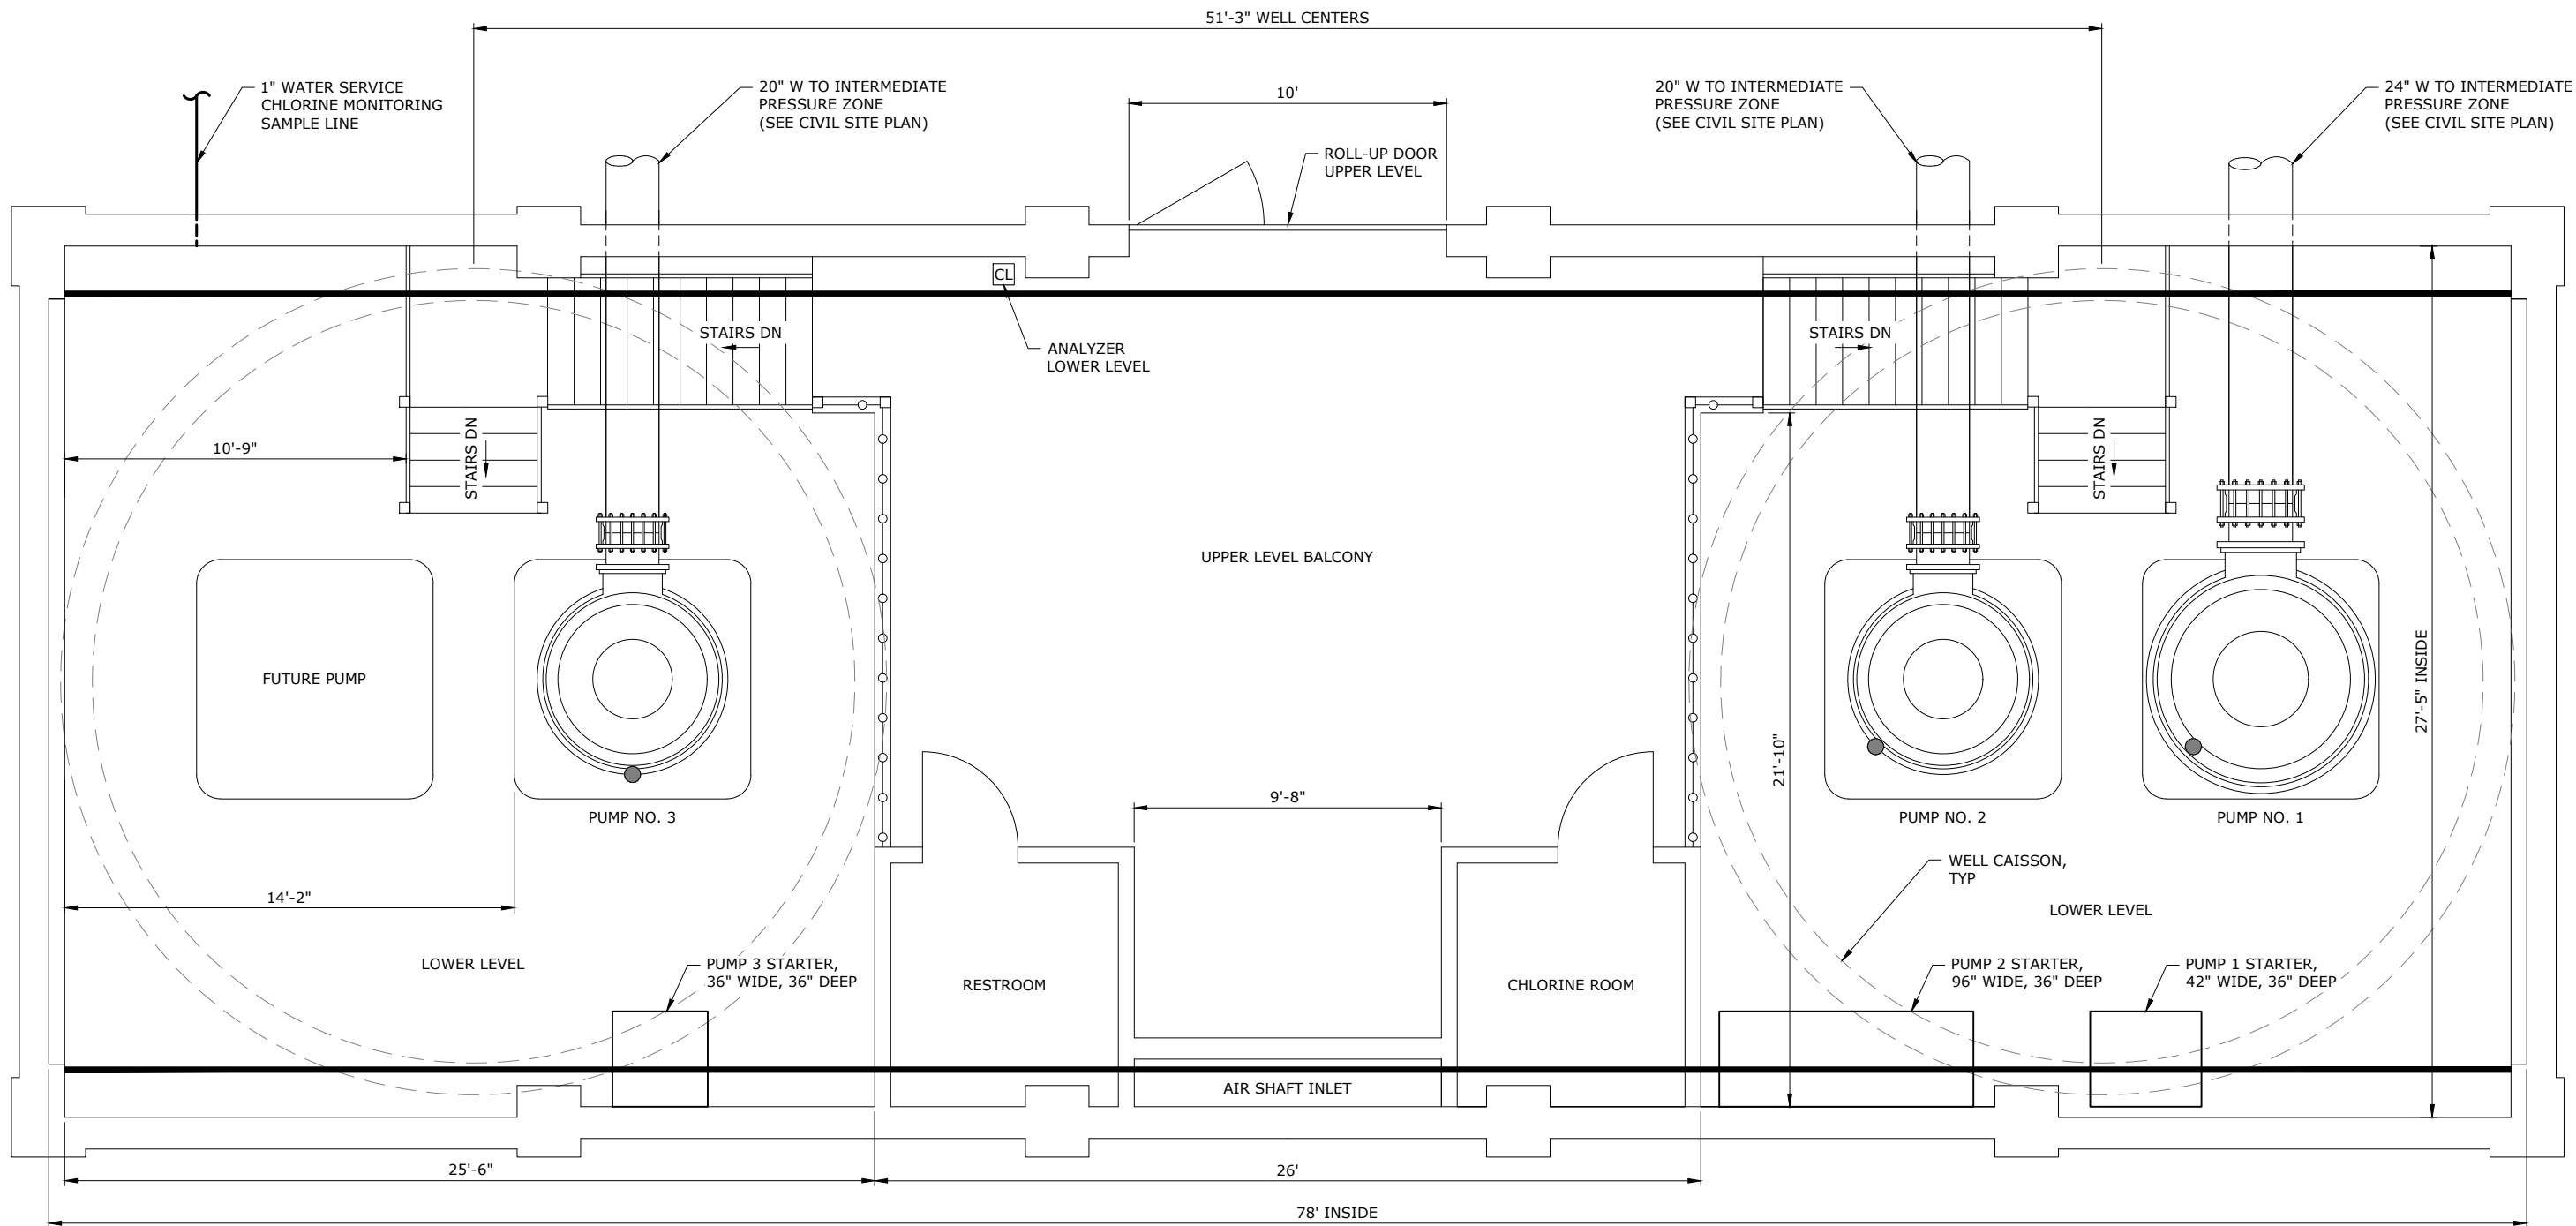 51'-3" WELL CENTERS
1" WATER SERVICE
CHLORINE MONITORING
SAMPLE LINE
20" W TO INTERMEDIATE
PRESSURE ZONE
(SEE CIVIL SITE PLAN)
10'
20" W TO INTERMEDIATE
PRESSURE ZONE
(SEE CIVIL SITE PLAN)
24" W TO INTERMEDIATE
PRESSURE ZONE
(SEE CIVIL SITE PLAN)
ROLL-UP DOOR
UPPER LEVEL
CL
STAIRS DN
ANALYZER
LOWER LEVEL
STAIRS DN
10'-9"
STAIRS DN
STAIRS DN
UPPER LEVEL BALCONY
FUTURE PUMP
27'-5" INSIDE
21'-10"
9'-8"
PUMP NO. 3
PUMP NO. 2
PUMP NO. 1
WELL CAISSON,
TYP
14'-2"
LOWER LEVEL
LOWER LEVEL
PUMP 3 STARTER,
36" WIDE, 36" DEEP
RESTROOM
CHLORINE ROOM
PUMP 2 STARTER,
96" WIDE, 36" DEEP
PUMP 1 STARTER,
42" WIDE, 36" DEEP
AIR SHAFT INLET
25'-6"
26'
78' INSIDE